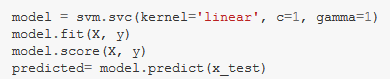 model = svm.svc(kernel='linear', c=1, gamma=1)
model.fit(X, y)
model.score(X, y)
predicted= model.predict(x_test)